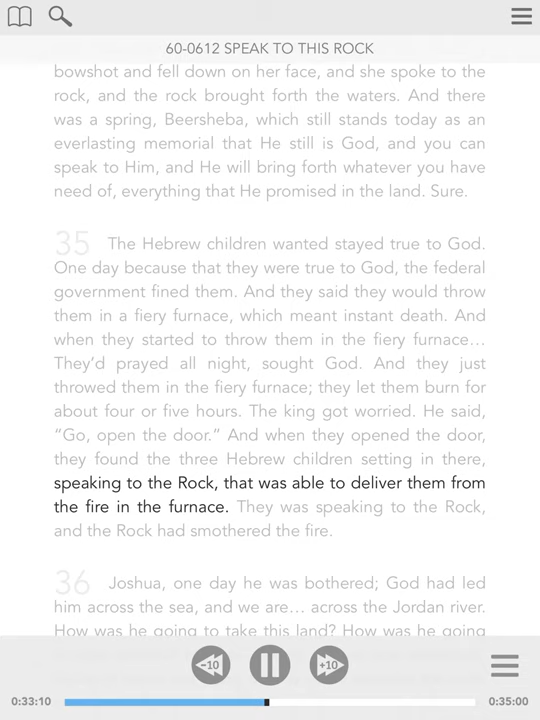 60-0612 SPEAK TO THIS ROCK
bowshot and fell down on her face, and she spoke to the
rock, and the rock brought forth the waters. And there
was a spring, Beersheba, which still stands today as an
everlasting memorial that He still is God, and you can
speak to Him, and He will bring forth whatever you have
need of, everything that He promised in the land. Sure.
35 The Hebrew children wanted stayed true to God.
One day because that they were true to God, the federal
government fined them. And they said they would throw
them in a fiery furnace, which meant instant death. And
when they started to throw them in the fiery furnace…
They’d prayed all night, sought God. And they just
throwed them in the fiery furnace; they let them burn for
about four or five hours. The king got worried. He said,
“Go, open the door.” And when they opened the door,
they found the three Hebrew children setting in there,
speaking to the Rock, that was able to deliver them from
the fire in the furnace. They was speaking to the Rock,
and the Rock had smothered the fire.
36 Joshua, one day he was bothered; God had led
him across the sea, and we are… across the Jordan river.
How was he going to take this land? How was he going
-10
+10
0:33:10
0:35:00